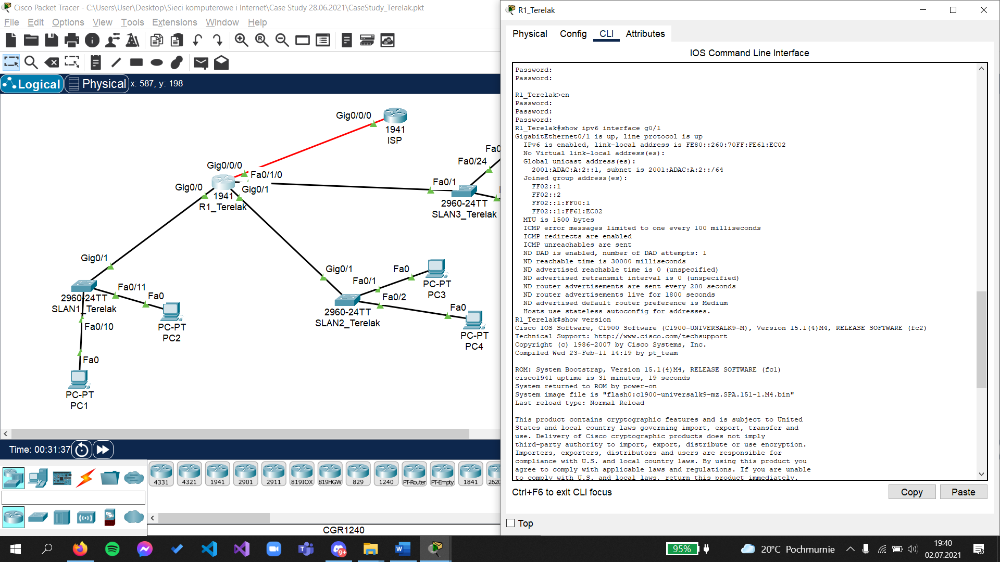 Cisco Packet Tracer - C:\Users\User\Desktop\Sieci komputerowe i Internet\Case Study 28.06.2021\CaseStudy_Terelak.pkt
File Edit Options View Tools Extensions Window Help
Logical Physical x: 587, y: 198
Gig0/0/0
1941
ISP
Fa0
Fa0/24
Gig0/0/0
Fa0/1/0
Gig0/0
Gig0/1
1941
R1_Terelak
Fa0/1
2960-24TT
SLAN3_Terelak
Gig0/1
Fa0/11
Fa0
2960-24TT
SLAN1_Terelak
Fa0/10
PC-PT
PC2
Fa0
PC-PT
PC1
Gig0/1
Fa0/1
Fa0
PC-PT
PC3
Fa0/2
Fa0
2960-24TT
SLAN2_Terelak
PC-PT
PC4
Time: 00:31:37
4331 4321 1941 2901 2911 819IOX 819HGW 829 1240 PT-Router PT-Empty 1841 2620
CGR1240
R1_Terelak
Physical Config CLI Attributes
IOS Command Line Interface
Password:
Password:
R1_Terelak>en
Password:
Password:
Password:
R1_Terelak#show ipv6 interface g0/1
GigabitEthernet0/1 is up, line protocol is up
IPv6 is enabled, link-local address is FE80::260:70FF:FE61:EC02
No Virtual link-local address(es):
Global unicast address(es):
2001:ADAC:A:2::1, subnet is 2001:ADAC:A:2::/64
Joined group address(es):
FF02::1
FF02::2
FF02::1:FF00:1
FF02::1:FF61:EC02
MTU is 1500 bytes
ICMP error messages limited to one every 100 milliseconds
ICMP redirects are enabled
ICMP unreachables are sent
ND DAD is enabled, number of DAD attempts: 1
ND reachable time is 30000 milliseconds
ND advertised reachable time is 0 (unspecified)
ND advertised retransmit interval is 0 (unspecified)
ND router advertisements are sent every 200 seconds
ND router advertisements live for 1800 seconds
ND advertised default router preference is Medium
Hosts use stateless autoconfig for addresses.
R1_Terelak#show version
Cisco IOS Software, C1900 Software (C1900-UNIVERSALK9-M), Version 15.1(4)M4, RELEASE SOFTWARE (fc2)
Technical Support: http://www.cisco.com/techsupport
Copyright (c) 1986-2007 by Cisco Systems, Inc.
Compiled Wed 23-Feb-11 14:19 by pt_team
ROM: System Bootstrap, Version 15.1(4)M4, RELEASE SOFTWARE (fc1)
cisco1941 uptime is 31 minutes, 19 seconds
System returned to ROM by power-on
System image file is "flash0:c1900-universalk9-mz.SPA.151-1.M4.bin"
Last reload type: Normal Reload
This product contains cryptographic features and is subject to United
States and local country laws governing import, export, transfer and
use. Delivery of Cisco cryptographic products does not imply
third-party authority to import, export, distribute or use encryption.
Importers, exporters, distributors and users are responsible for
compliance with U.S. and local country laws. By using this product you
agree to comply with applicable laws and regulations. If you are unable
to comply with U.S. and local laws, return this product immediately.
Ctrl+F6 to exit CLI focus
Copy Paste
Top
9+
95%
20°C Pochmurnie
19:40
02.07.2021